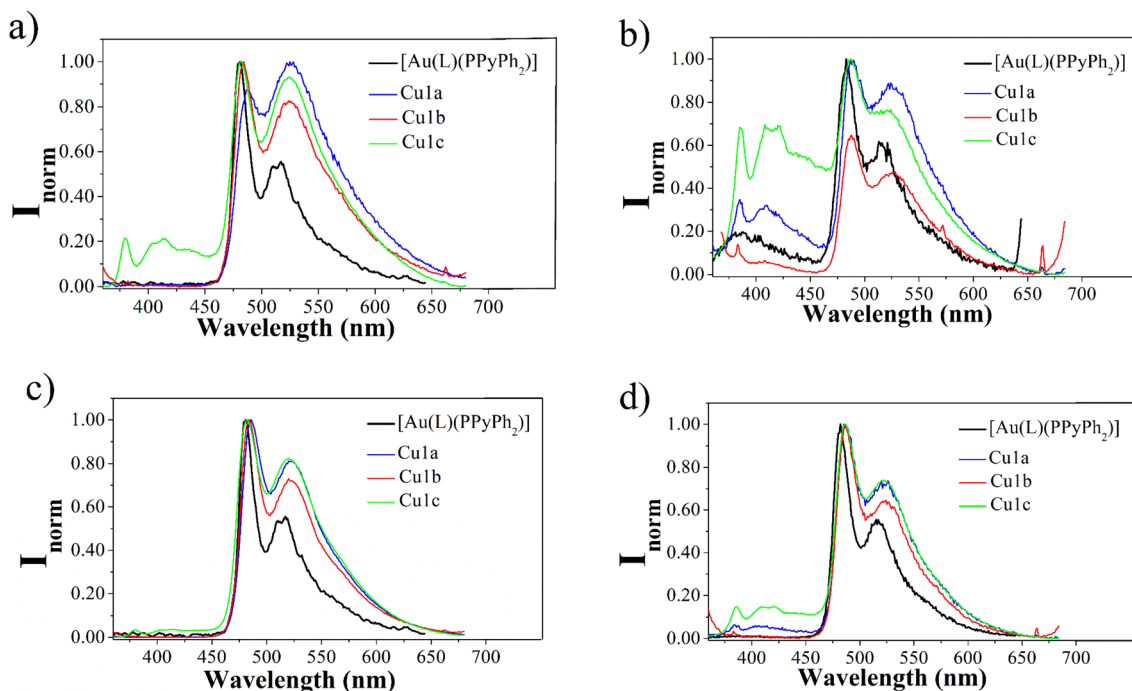 a)
1.00
0.80
0.60
0.40
0.20
0.00
I norm
[Au(L)(PPyPh2)]
Cu1a
Cu1b
Cu1c
400 450 500 550 600 650 700
Wavelength (nm)
b)
1.00
0.80
0.60
0.40
0.20
0.00
I norm
[Au(L)(PPyPh2)]
Cu1a
Cu1b
Cu1c
400 450 500 550 600 650 700
Wavelength (nm)
c)
1.00
0.80
0.60
0.40
0.20
0.00
I norm
[Au(L)(PPyPh2)]
Cu1a
Cu1b
Cu1c
400 450 500 550 600 650 700
Wavelength (nm)
d)
1.00
0.80
0.60
0.40
0.20
0.00
I norm
[Au(L)(PPyPh2)]
Cu1a
Cu1b
Cu1c
400 450 500 550 600 650 700
Wavelength (nm)